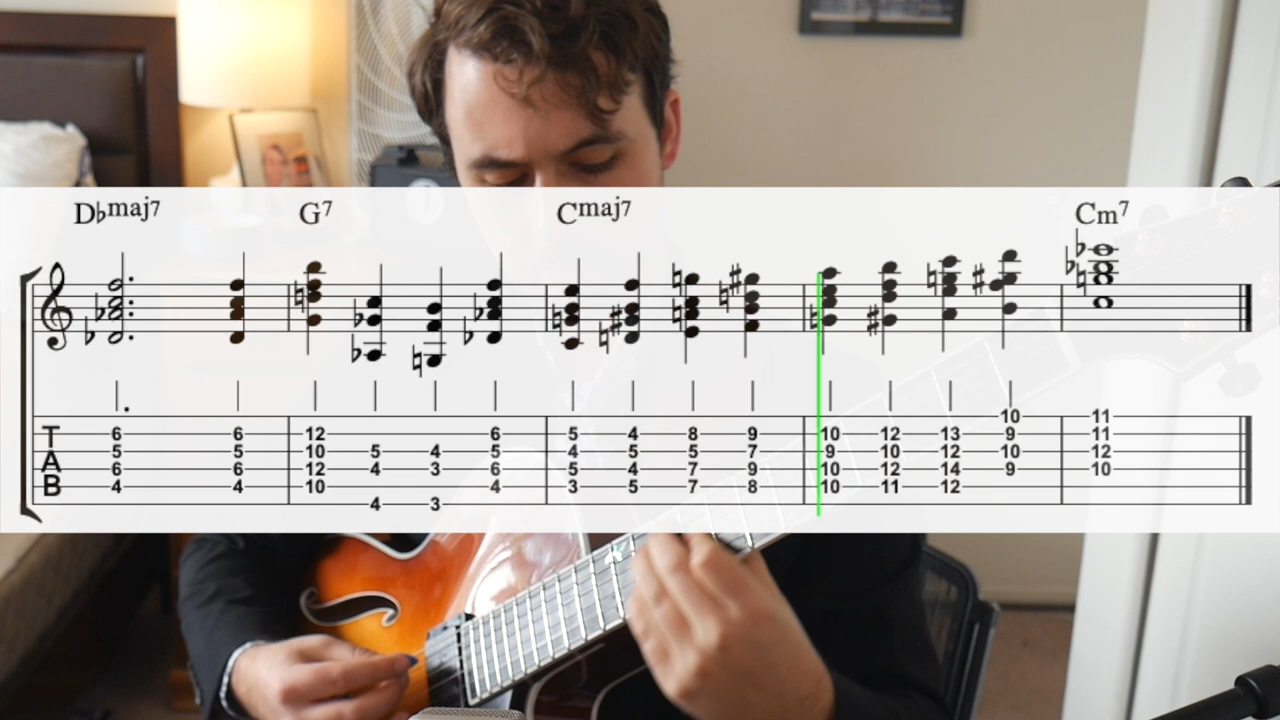 D♭maj7 G7 Cmaj7 Cm7
10 11
T 6 6 12 6 5 4 8 9 10 12 13 9 11
5 5 10 5 4 5 4 5 5 7 9 10 12 10 12
A 6 6 12 4 3 6 5 4 7 9 10 12 14 9 10
B 4 4 10 4 3 5 7 8 10 11 12
4 3